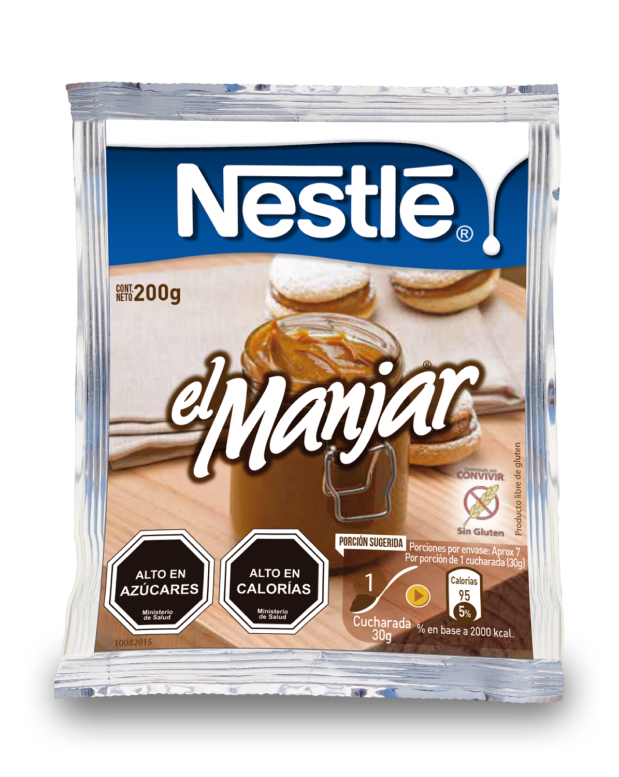 Nestlé®
CONT.
NETO 200g
el Manjar®
Controlado por
CONVIVIR
Sin Gluten
Producto libre de gluten
ALTO EN
AZÚCARES
Ministerio
de Salud
ALTO EN
CALORÍAS
Ministerio
de Salud
PORCIÓN SUGERIDA
Porciones por envase: Aprox 7
Por porción de 1 cucharada (30g)
1
Cucharada
30g
Calorías
95
5%
% en base a 2000 kcal.
10082015